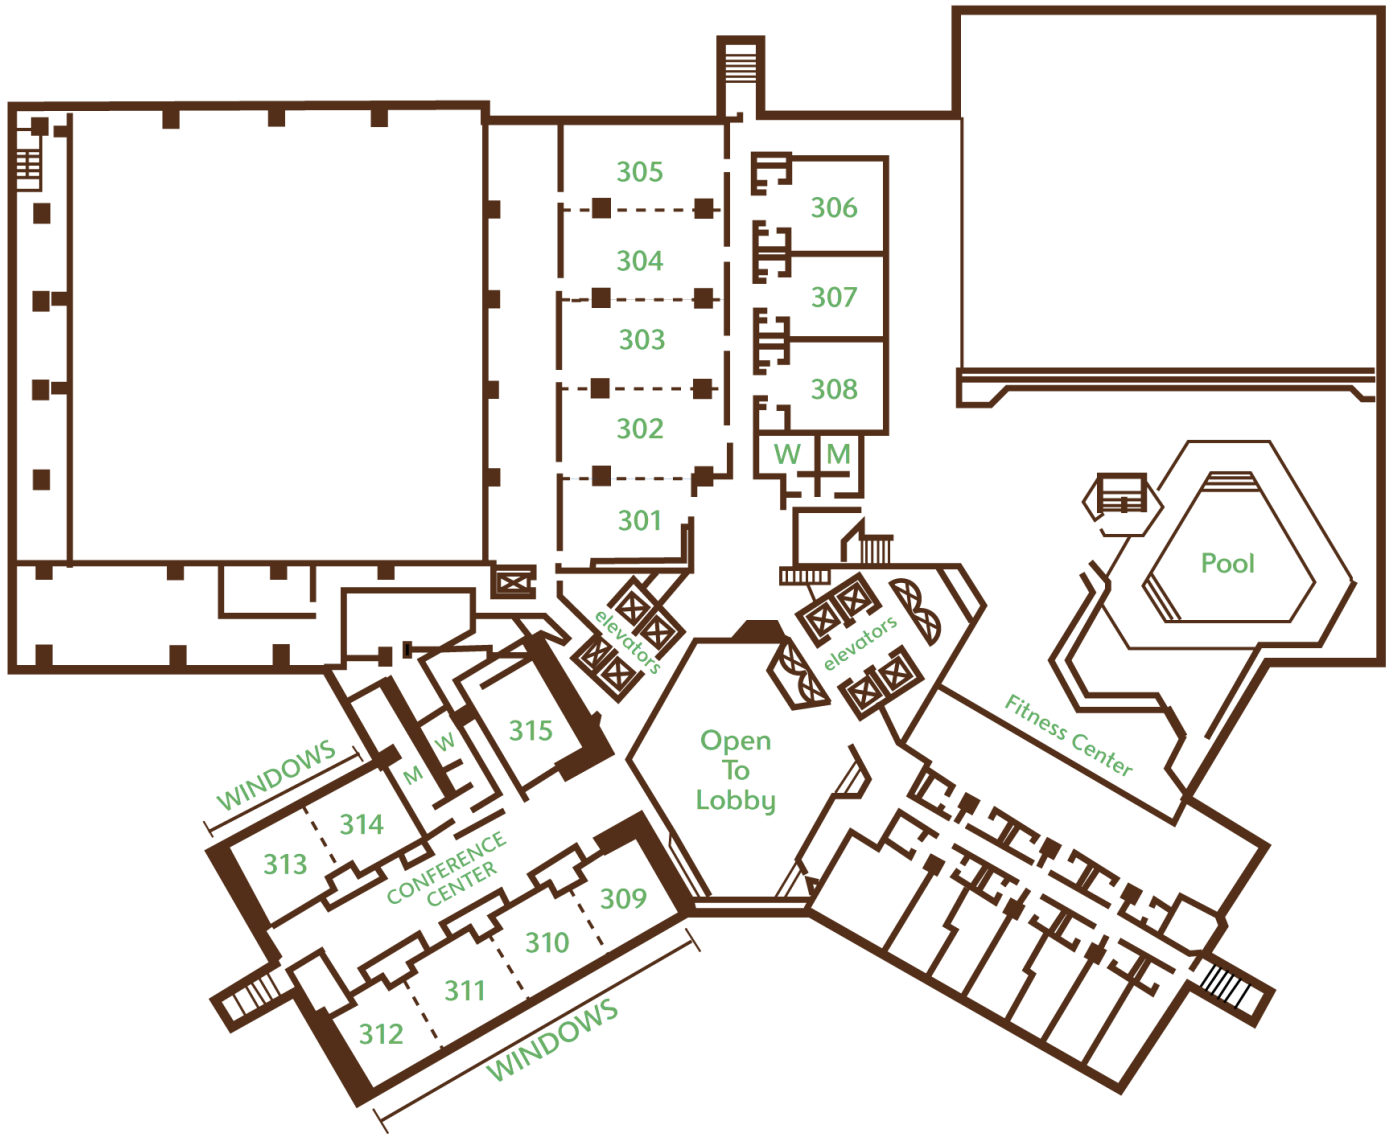 305
306
304
307
303
308
302
W
M
301
Pool
elevators
elevators
Fitness Center
315
W
M
Open
To
Lobby
WINDOWS
314
313
CONFERENCE
CENTER
309
310
311
312
WINDOWS